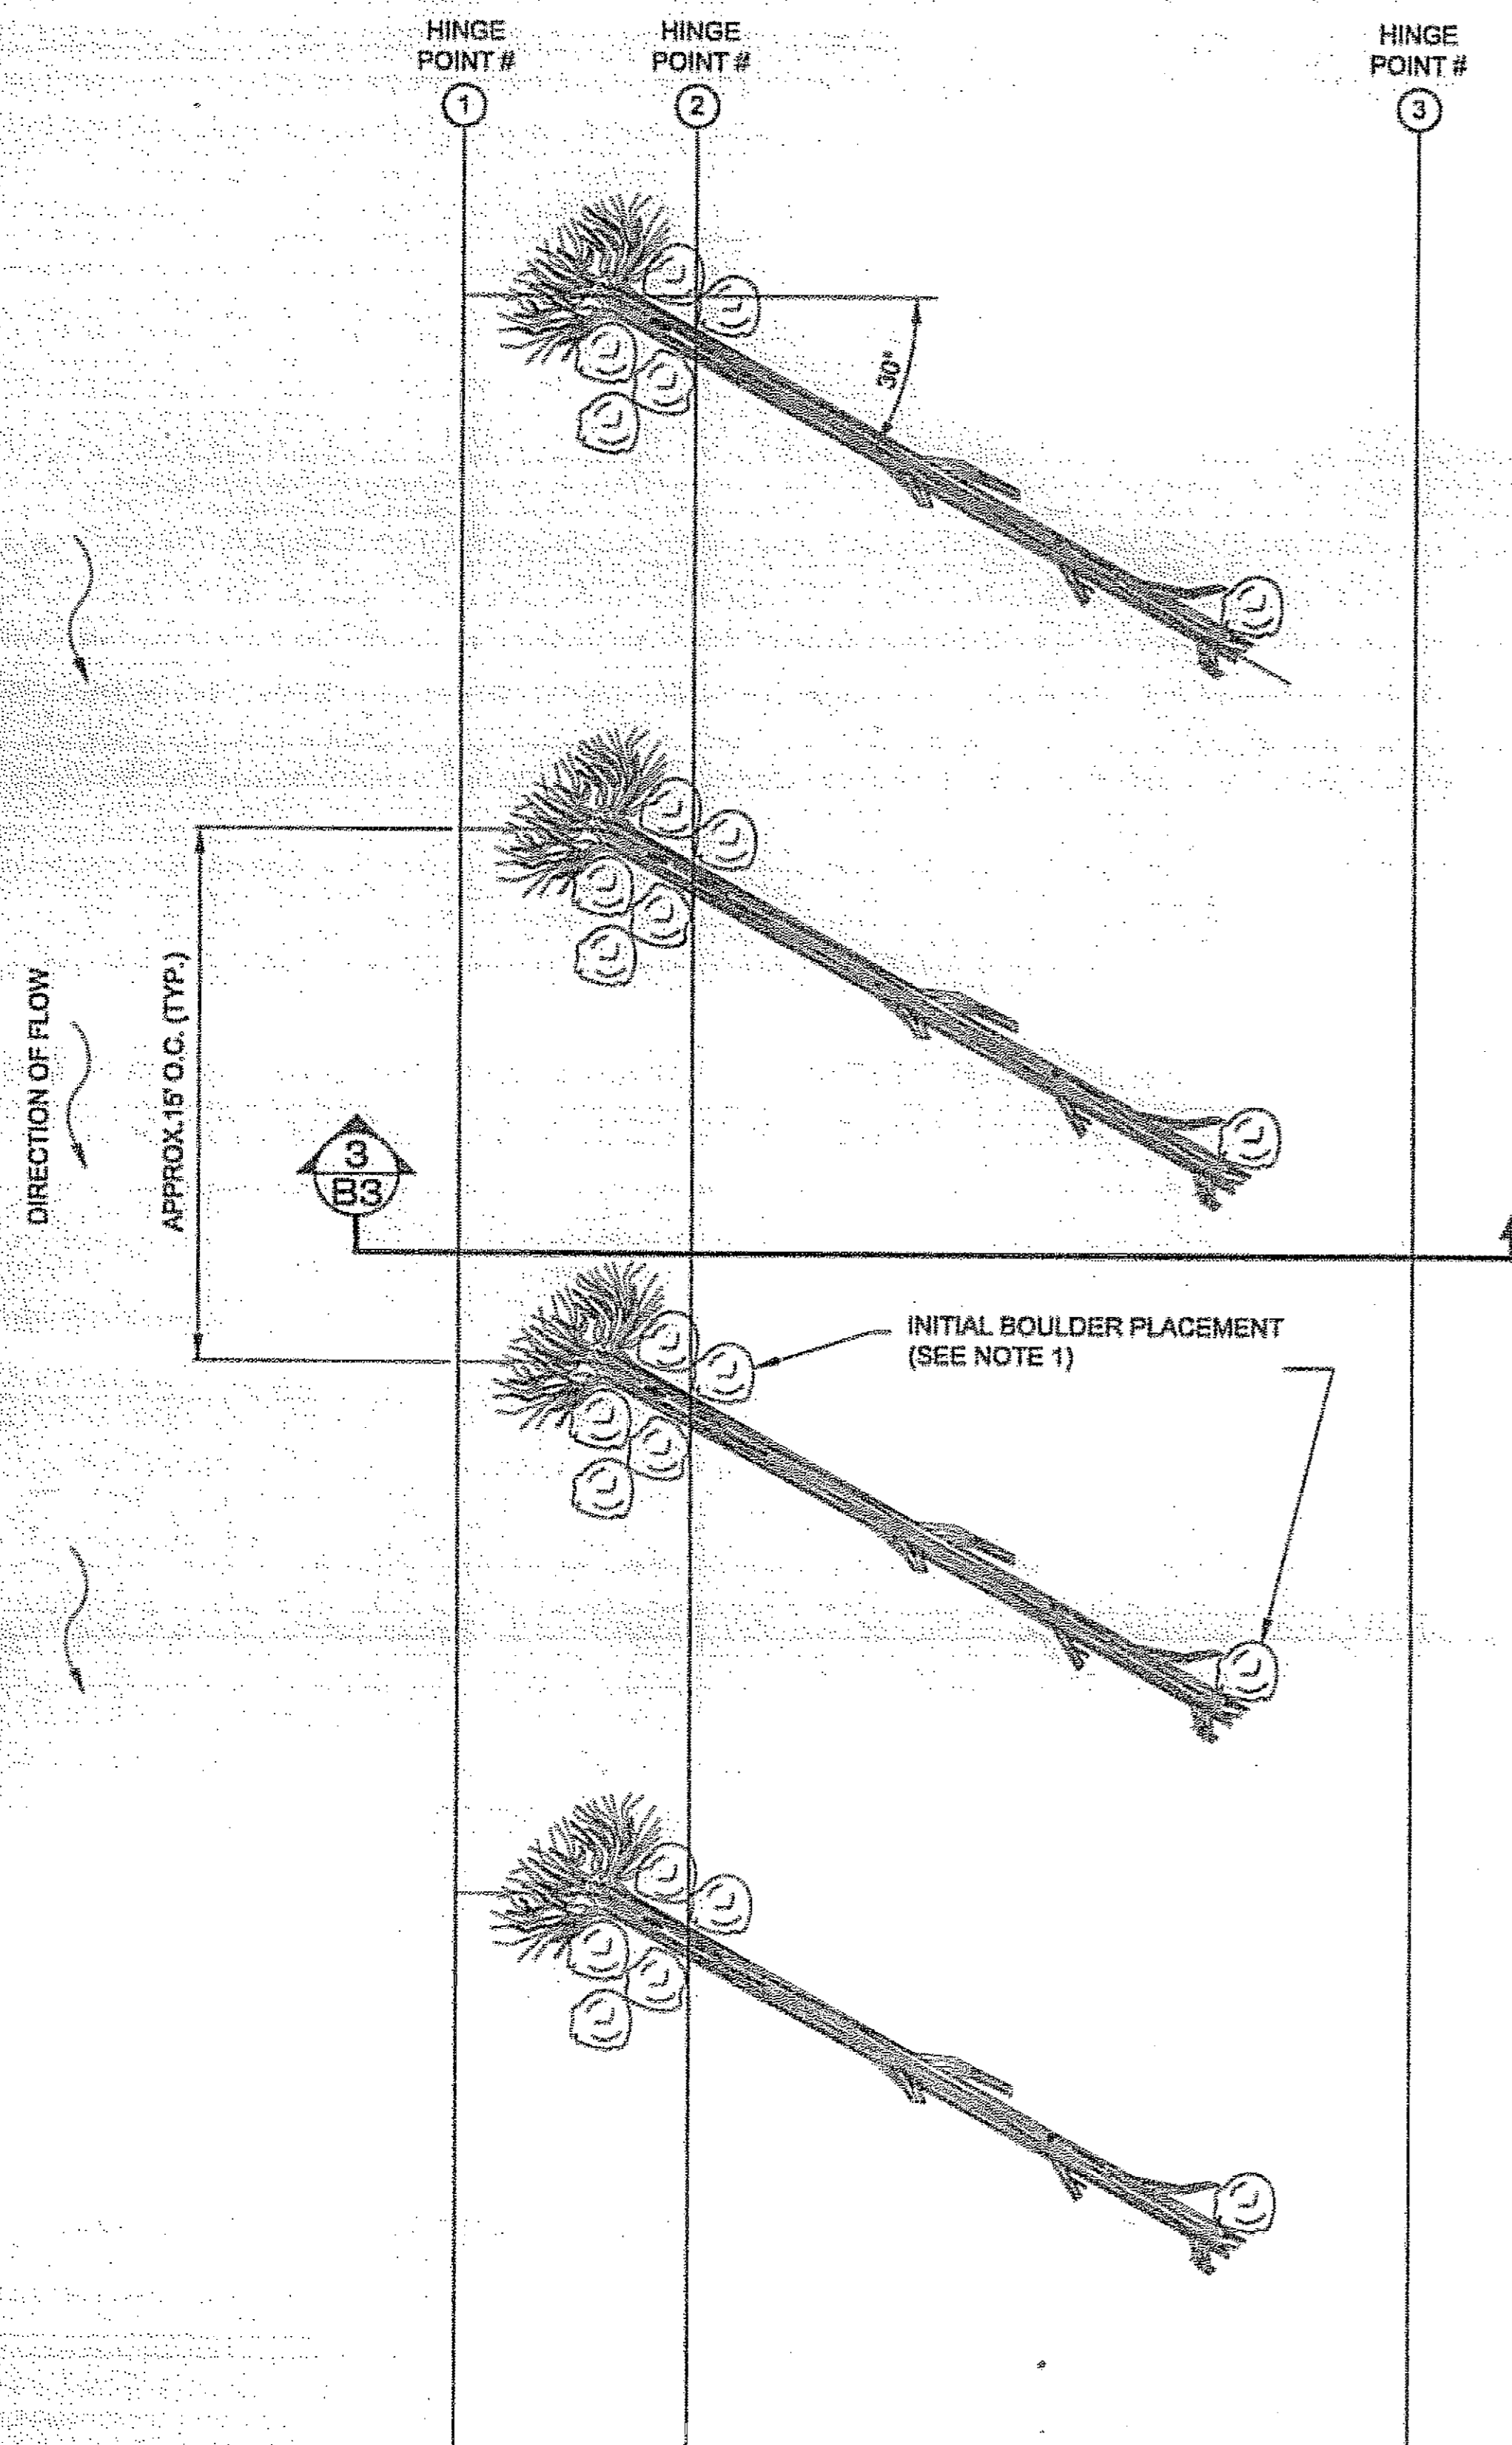 HINGE
POINT #
1
HINGE
POINT #
2
HINGE
POINT #
3
30°
DIRECTION OF FLOW
APPROX.15' O.C. (TYP.)
3
B3
INITIAL BOULDER PLACEMENT
(SEE NOTE 1)